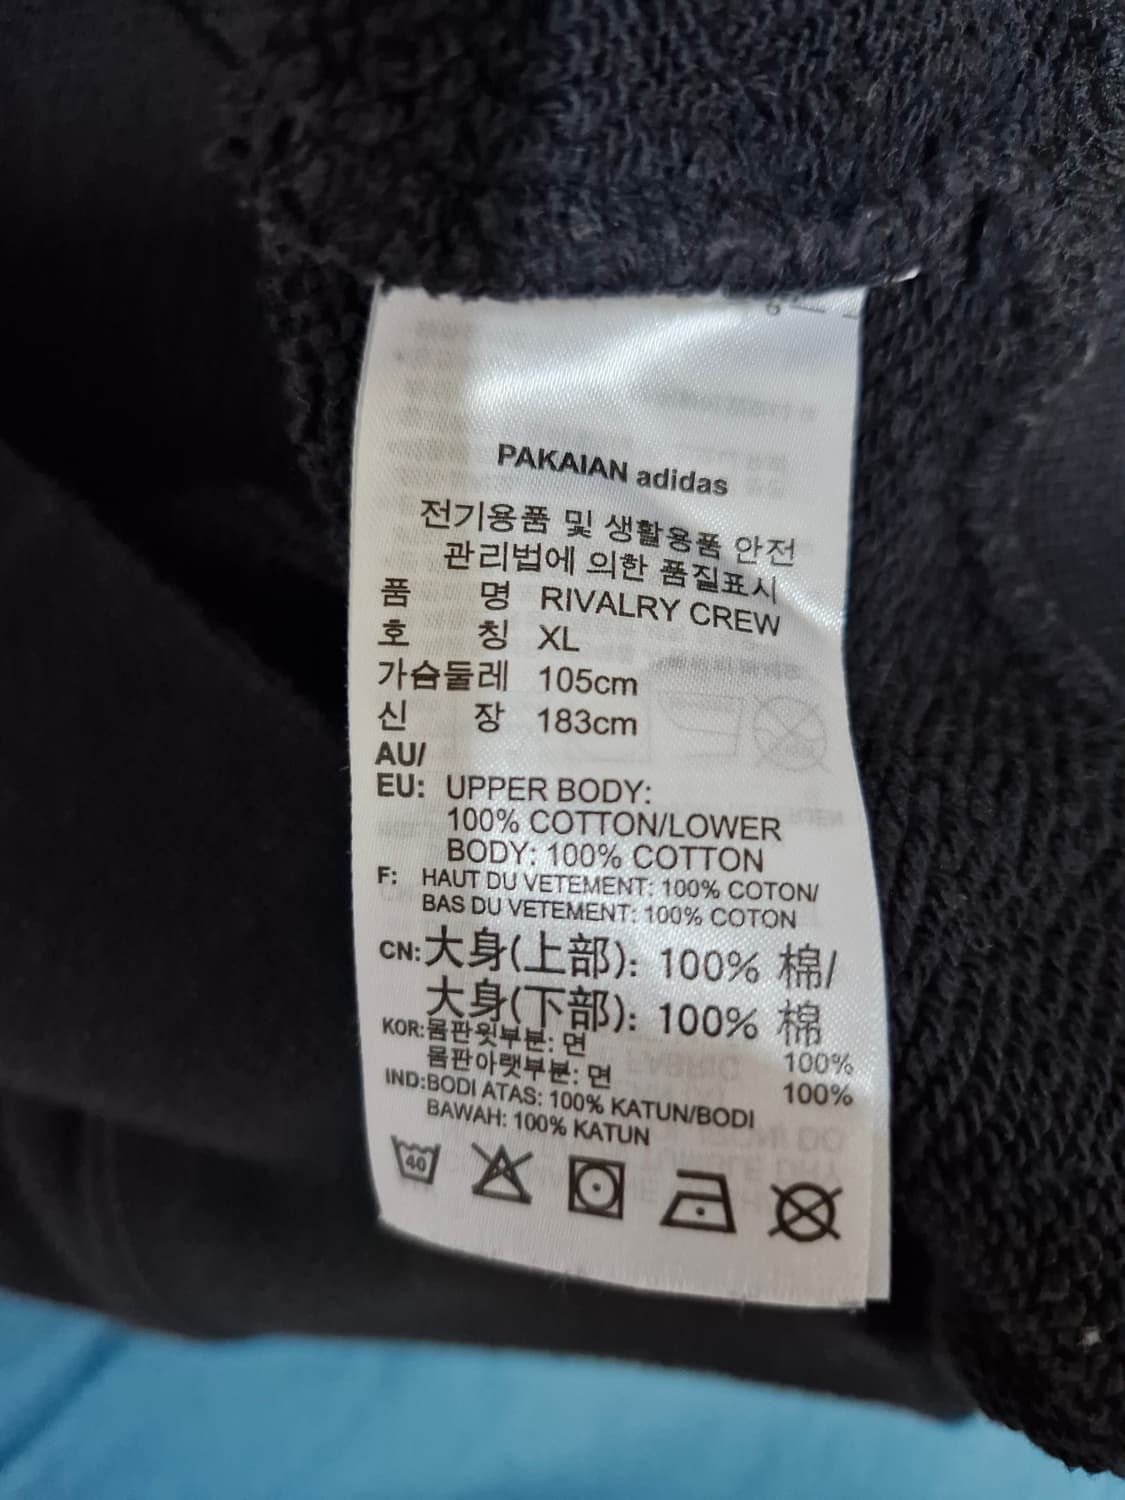 PAKAIAN adidas
전기용품 및 생활용품 안전
관리법에 의한 품질표시
품 명 RIVALRY CREW
호 칭 XL
가슴둘레 105cm
신 장 183cm
AU/
EU: UPPER BODY:
100% COTTON/LOWER
BODY: 100% COTTON
F: HAUT DU VETEMENT: 100% COTON/
BAS DU VETEMENT: 100% COTON
CN:大身(上部): 100% 棉/
大身(下部): 100% 棉
KOR:몸판윗부분: 면 100%
몸판아랫부분: 면 100%
IND:BODI ATAS: 100% KATUN/BODI
BAWAH: 100% KATUN
40